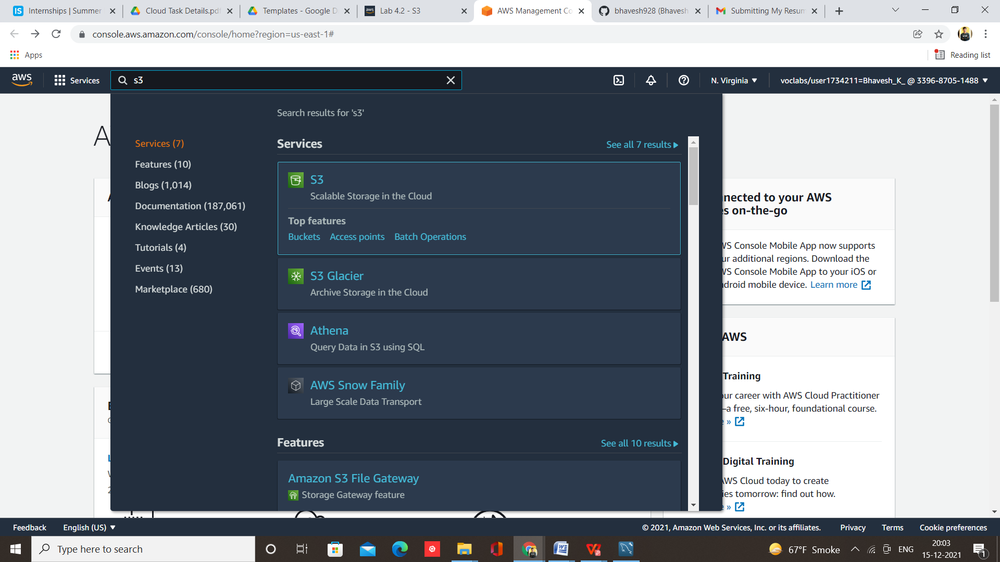 Internships | Summer
Cloud Task Details.pdf
Templates - Google D
Lab 4.2 - S3
AWS Management Co
bhavesh928 (Bhavesh
Submitting My Resum
console.aws.amazon.com/console/home?region=us-east-1#
Apps
Reading list
aws
Services
s3
N. Virginia
voclabs/user1734211=Bhavesh_K_ @ 3396-8705-1488
Search results for 's3'
Services (7)
Features (10)
Blogs (1,014)
Documentation (187,061)
Knowledge Articles (30)
Tutorials (4)
Events (13)
Marketplace (680)
Services
See all 7 results
S3
Scalable Storage in the Cloud
Top features
Buckets Access points Batch Operations
S3 Glacier
Archive Storage in the Cloud
Athena
Query Data in S3 using SQL
AWS Snow Family
Large Scale Data Transport
Features
See all 10 results
Amazon S3 File Gateway
Storage Gateway feature
nnected to your AWS
s on-the-go
WS Console Mobile App now supports
ur additional regions. Download the
WS Console Mobile App to your iOS or
ndroid mobile device. Learn more
AWS
Training
our career with AWS Cloud Practitioner
—a free, six-hour, foundational course.
e »
Digital Training
AWS Cloud today to create
ies tomorrow: find out how.
e »
Feedback
English (US)
© 2021, Amazon Web Services, Inc. or its affiliates.
Privacy
Terms
Cookie preferences
Type here to search
67°F Smoke
ENG
20:03
15-12-2021
1